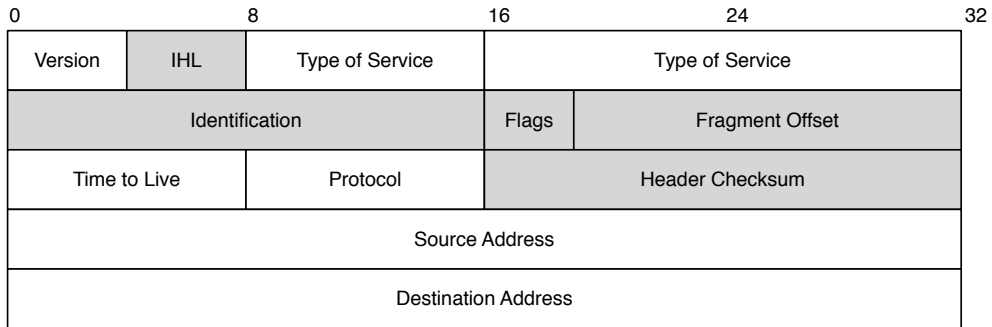 0 8 16 24 32
Version IHL Type of Service Type of Service
Identification Flags Fragment Offset
Time to Live Protocol Header Checksum
Source Address
Destination Address